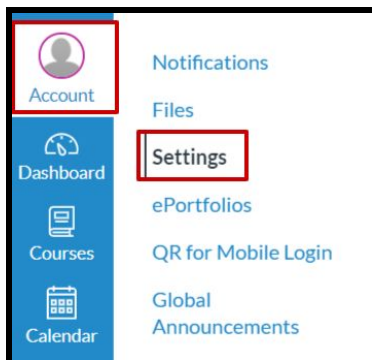 Account
Dashboard
Courses
Calendar
Notifications
Files
Settings
ePortfolios
QR for Mobile Login
Global
Announcements